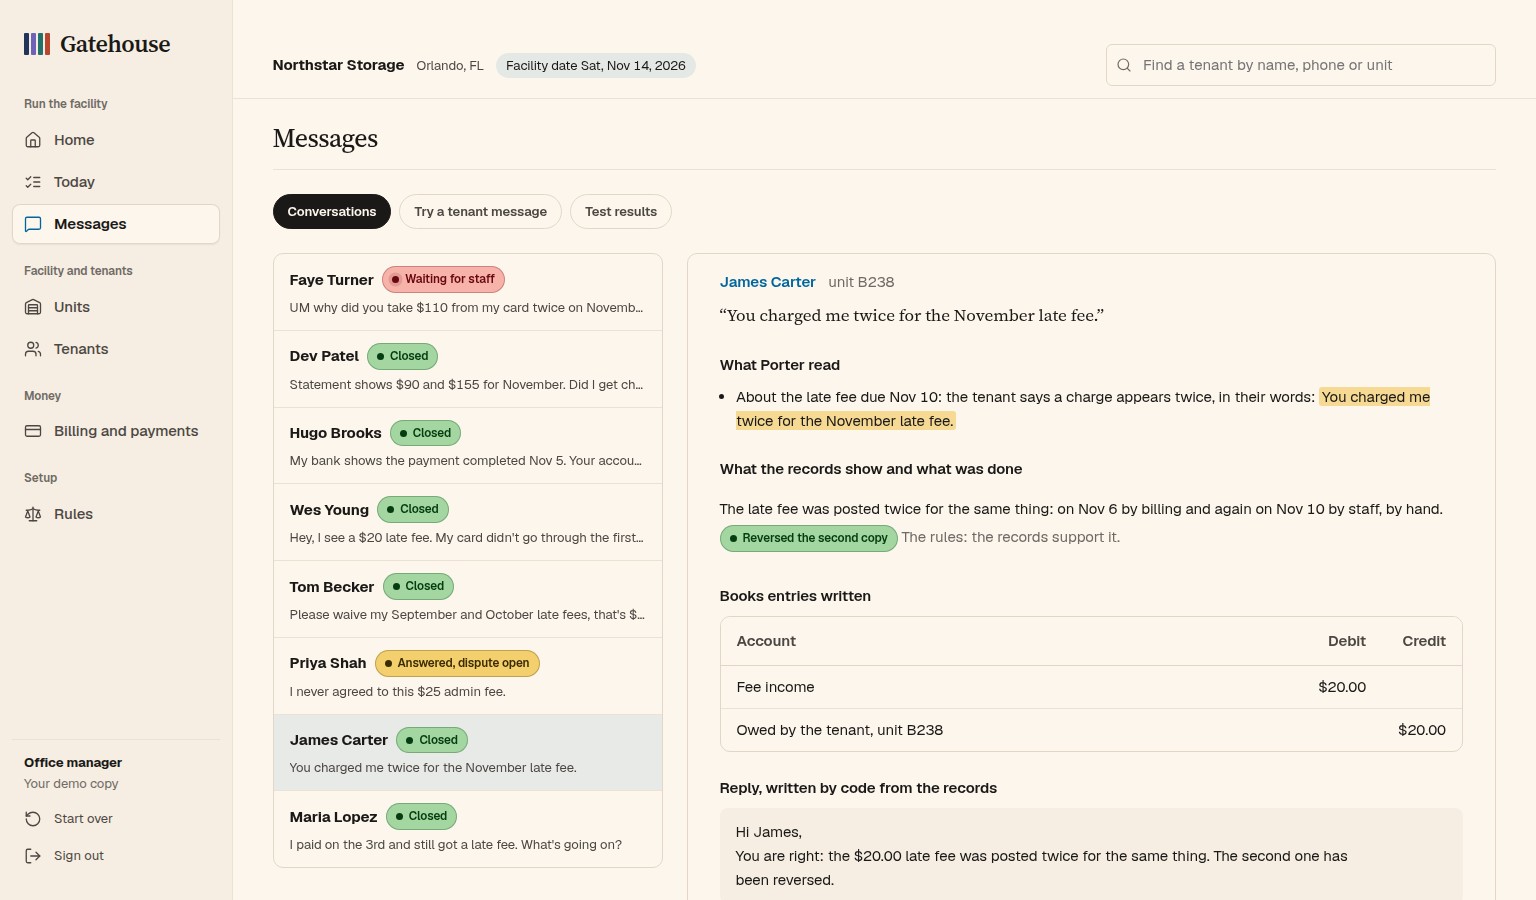 Gatehouse
Run the facility
Home
Today
Messages
Facility and tenants
Units
Tenants
Money
Billing and payments
Setup
Rules
Office manager
Your demo copy
Start over
Sign out
Northstar Storage Orlando, FL Facility date Sat, Nov 14, 2026
Find a tenant by name, phone or unit
Messages
Conversations Try a tenant message Test results
Faye Turner Waiting for staff
UM why did you take $110 from my card twice on Novemb...
Dev Patel Closed
Statement shows $90 and $155 for November. Did I get ch...
Hugo Brooks Closed
My bank shows the payment completed Nov 5. Your accou...
Wes Young Closed
Hey, I see a $20 late fee. My card didn't go through the first...
Tom Becker Closed
Please waive my September and October late fees, that's $...
Priya Shah Answered, dispute open
I never agreed to this $25 admin fee.
James Carter Closed
You charged me twice for the November late fee.
Maria Lopez Closed
I paid on the 3rd and still got a late fee. What's going on?
James Carter unit B238
“You charged me twice for the November late fee.”
What Porter read
• About the late fee due Nov 10: the tenant says a charge appears twice, in their words: You charged me
twice for the November late fee.
What the records show and what was done
The late fee was posted twice for the same thing: on Nov 6 by billing and again on Nov 10 by staff, by hand.
Reversed the second copy The rules: the records support it.
Books entries written
Account Debit Credit
Fee income $20.00
Owed by the tenant, unit B238 $20.00
Reply, written by code from the records
Hi James,
You are right: the $20.00 late fee was posted twice for the same thing. The second one has
been reversed.